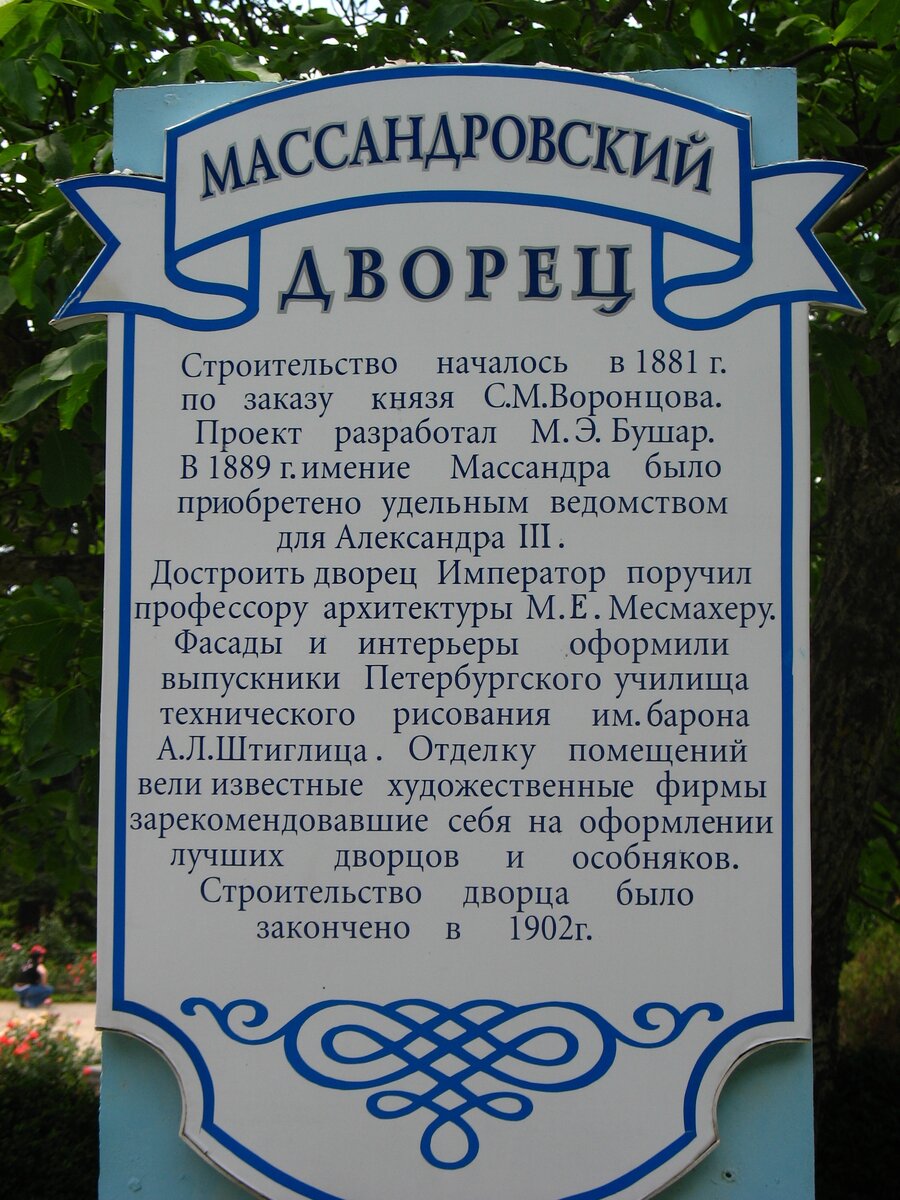 МАССАНДРОВСКИЙ
ДВОРЕЦ
Строительство началось в 1881 г.
по заказу князя С.М.Воронцова.
Проект разработал М.Э.Бушар.
В 1889 г. имение Массандра было
приобретено удельным ведомством
для Александра III.
Достроить дворец Император поручил
профессору архитектуры М.Е.Месмахеру.
Фасады и интерьеры оформили
выпускники Петербургского училища
технического рисования им.барона
А.Л.Штиглица. Отделку помещений
вели известные художественные фирмы
зарекомендовавшие себя на оформлении
лучших дворцов и особняков.
Строительство дворца было
закончено в 1902г.